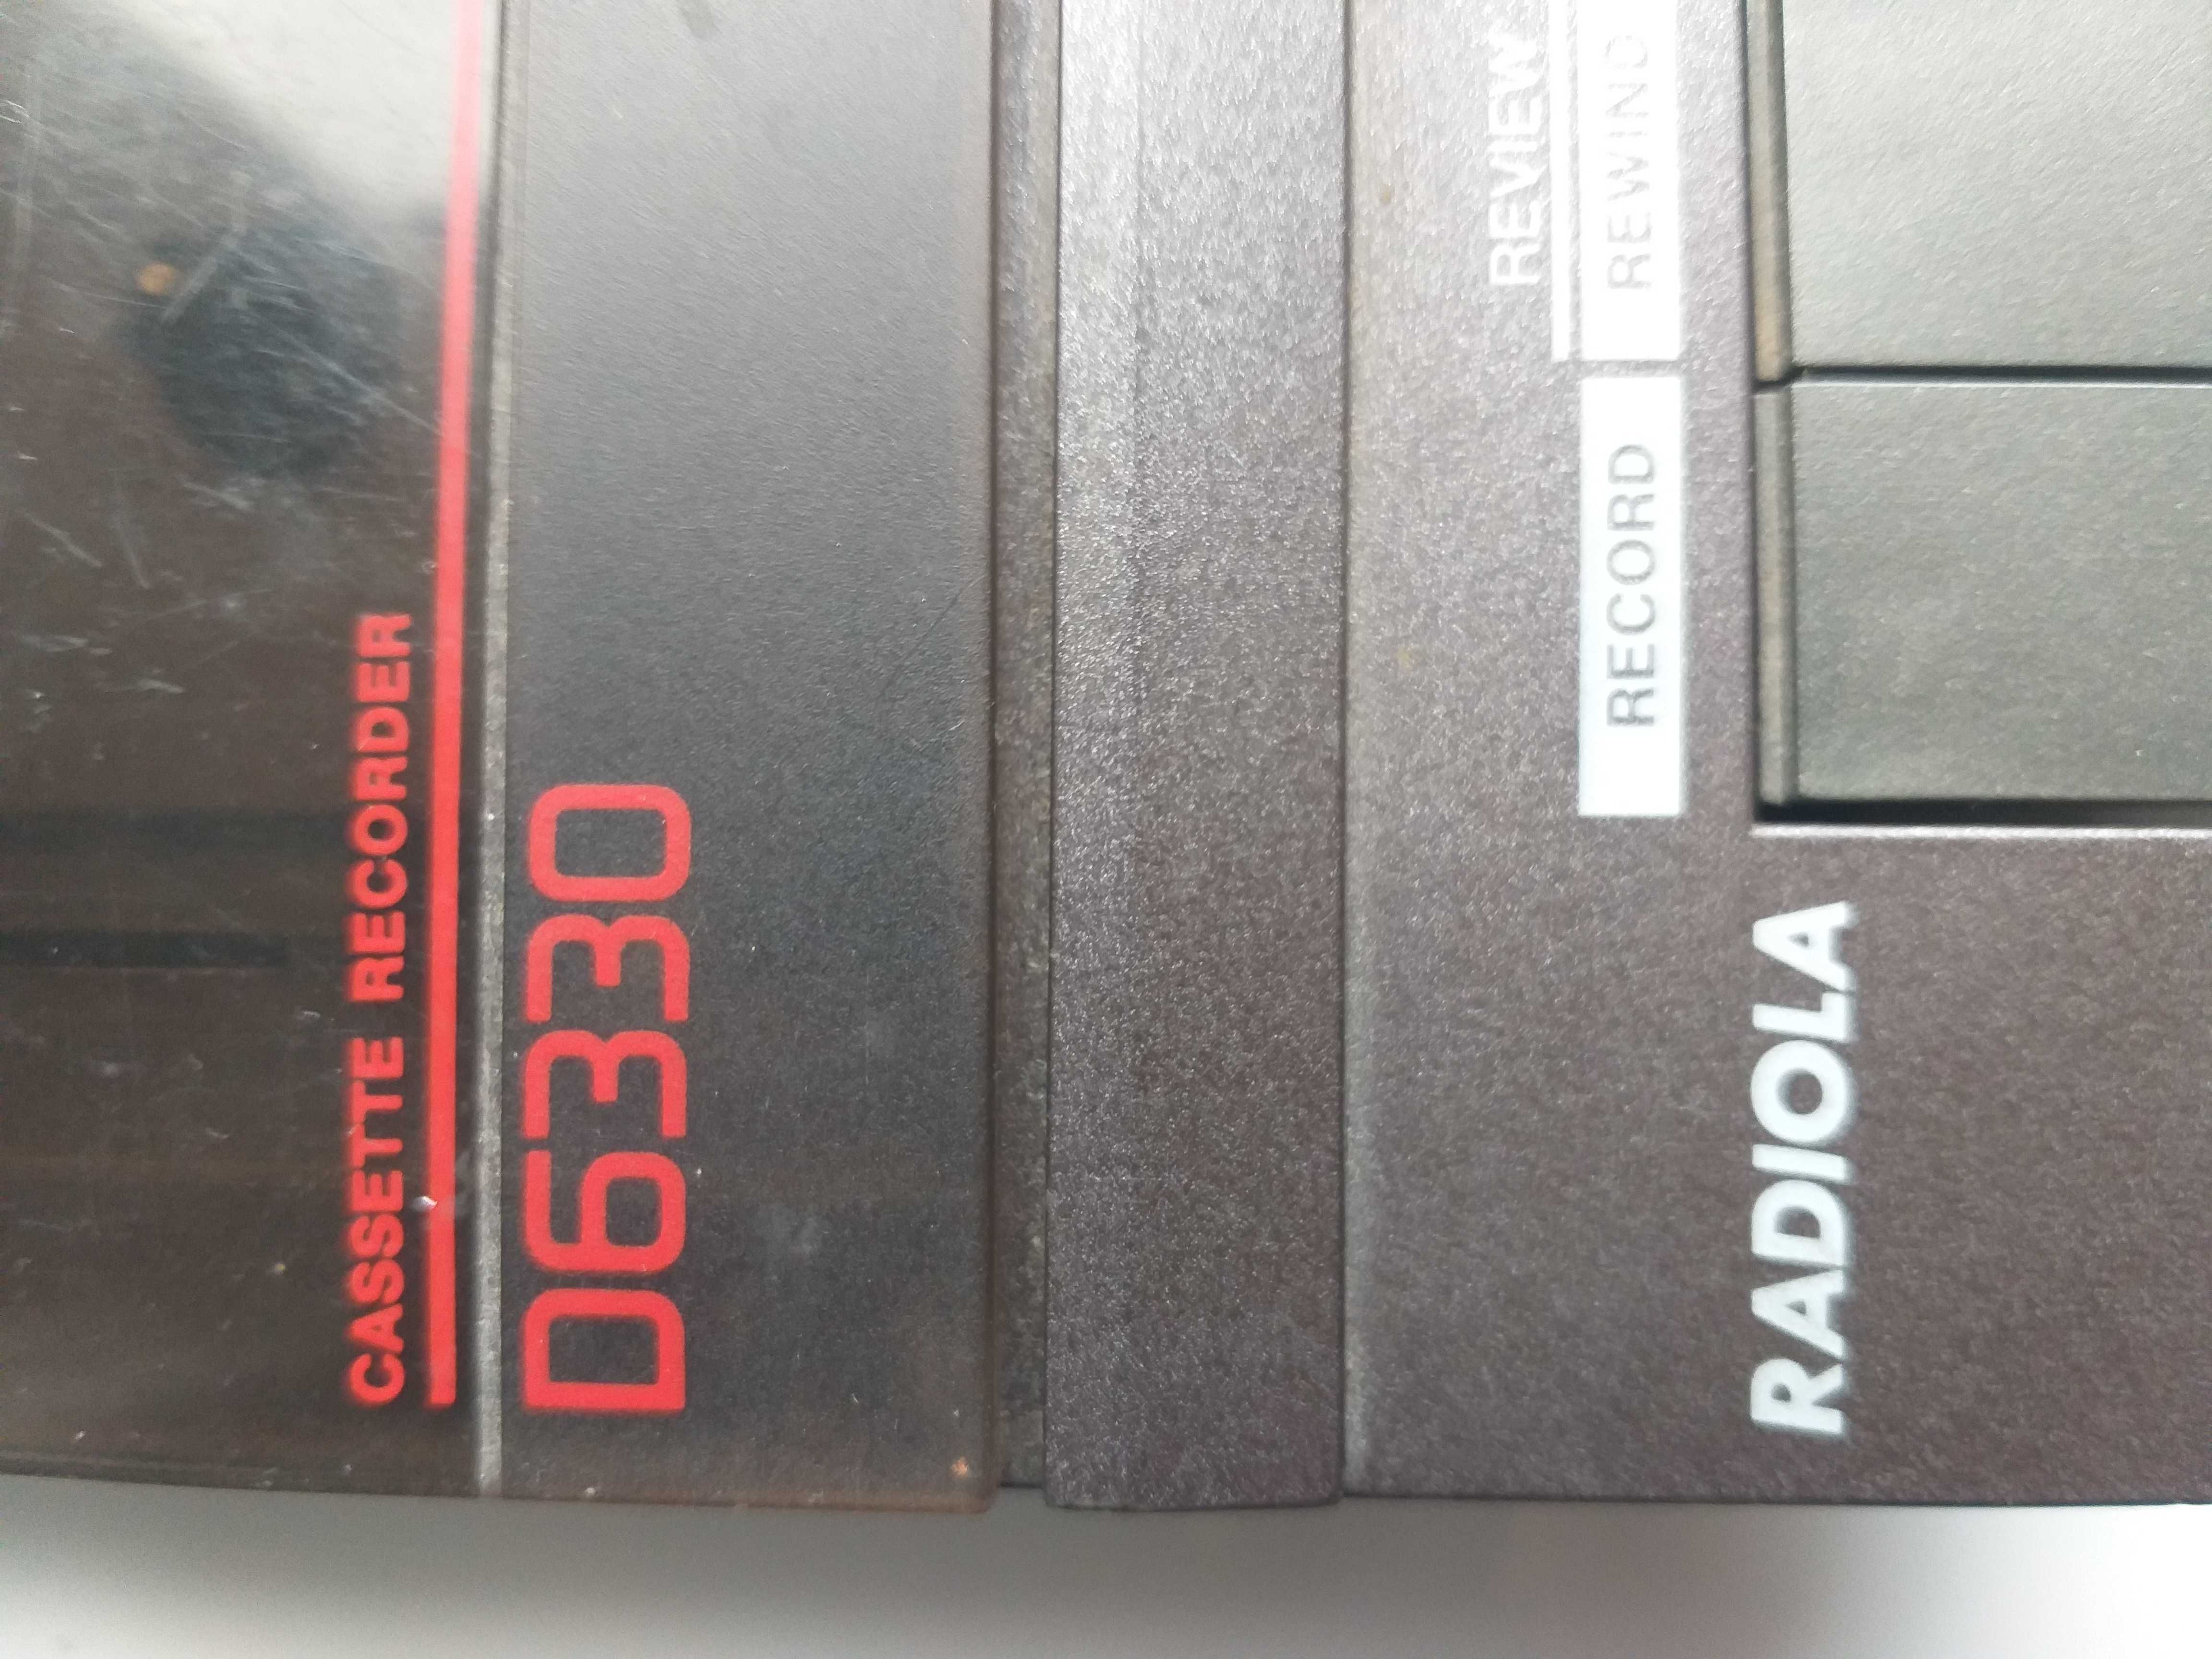 CASSETTE RECORDER
D6330
REVIEW
RECORD REWIND
RADIOLA